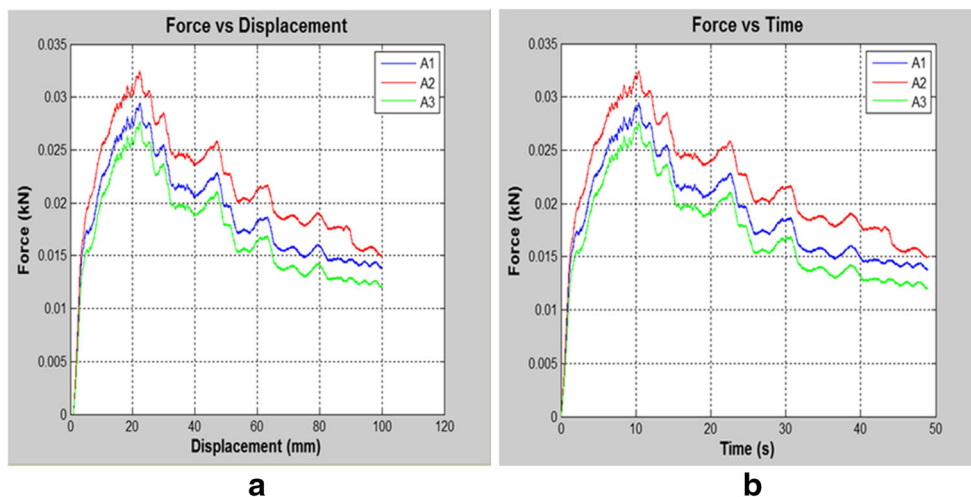 Force vs Displacement
0.035
0.03
0.025
0.02
0.015
0.01
0.005
0
Force (kN)
A1
A2
A3
0 20 40 60 80 100 120
Displacement (mm)
a
Force vs Time
0.035
0.03
0.025
0.02
0.015
0.01
0.005
0
Force (kN)
A1
A2
A3
0 10 20 30 40 50
Time (s)
b